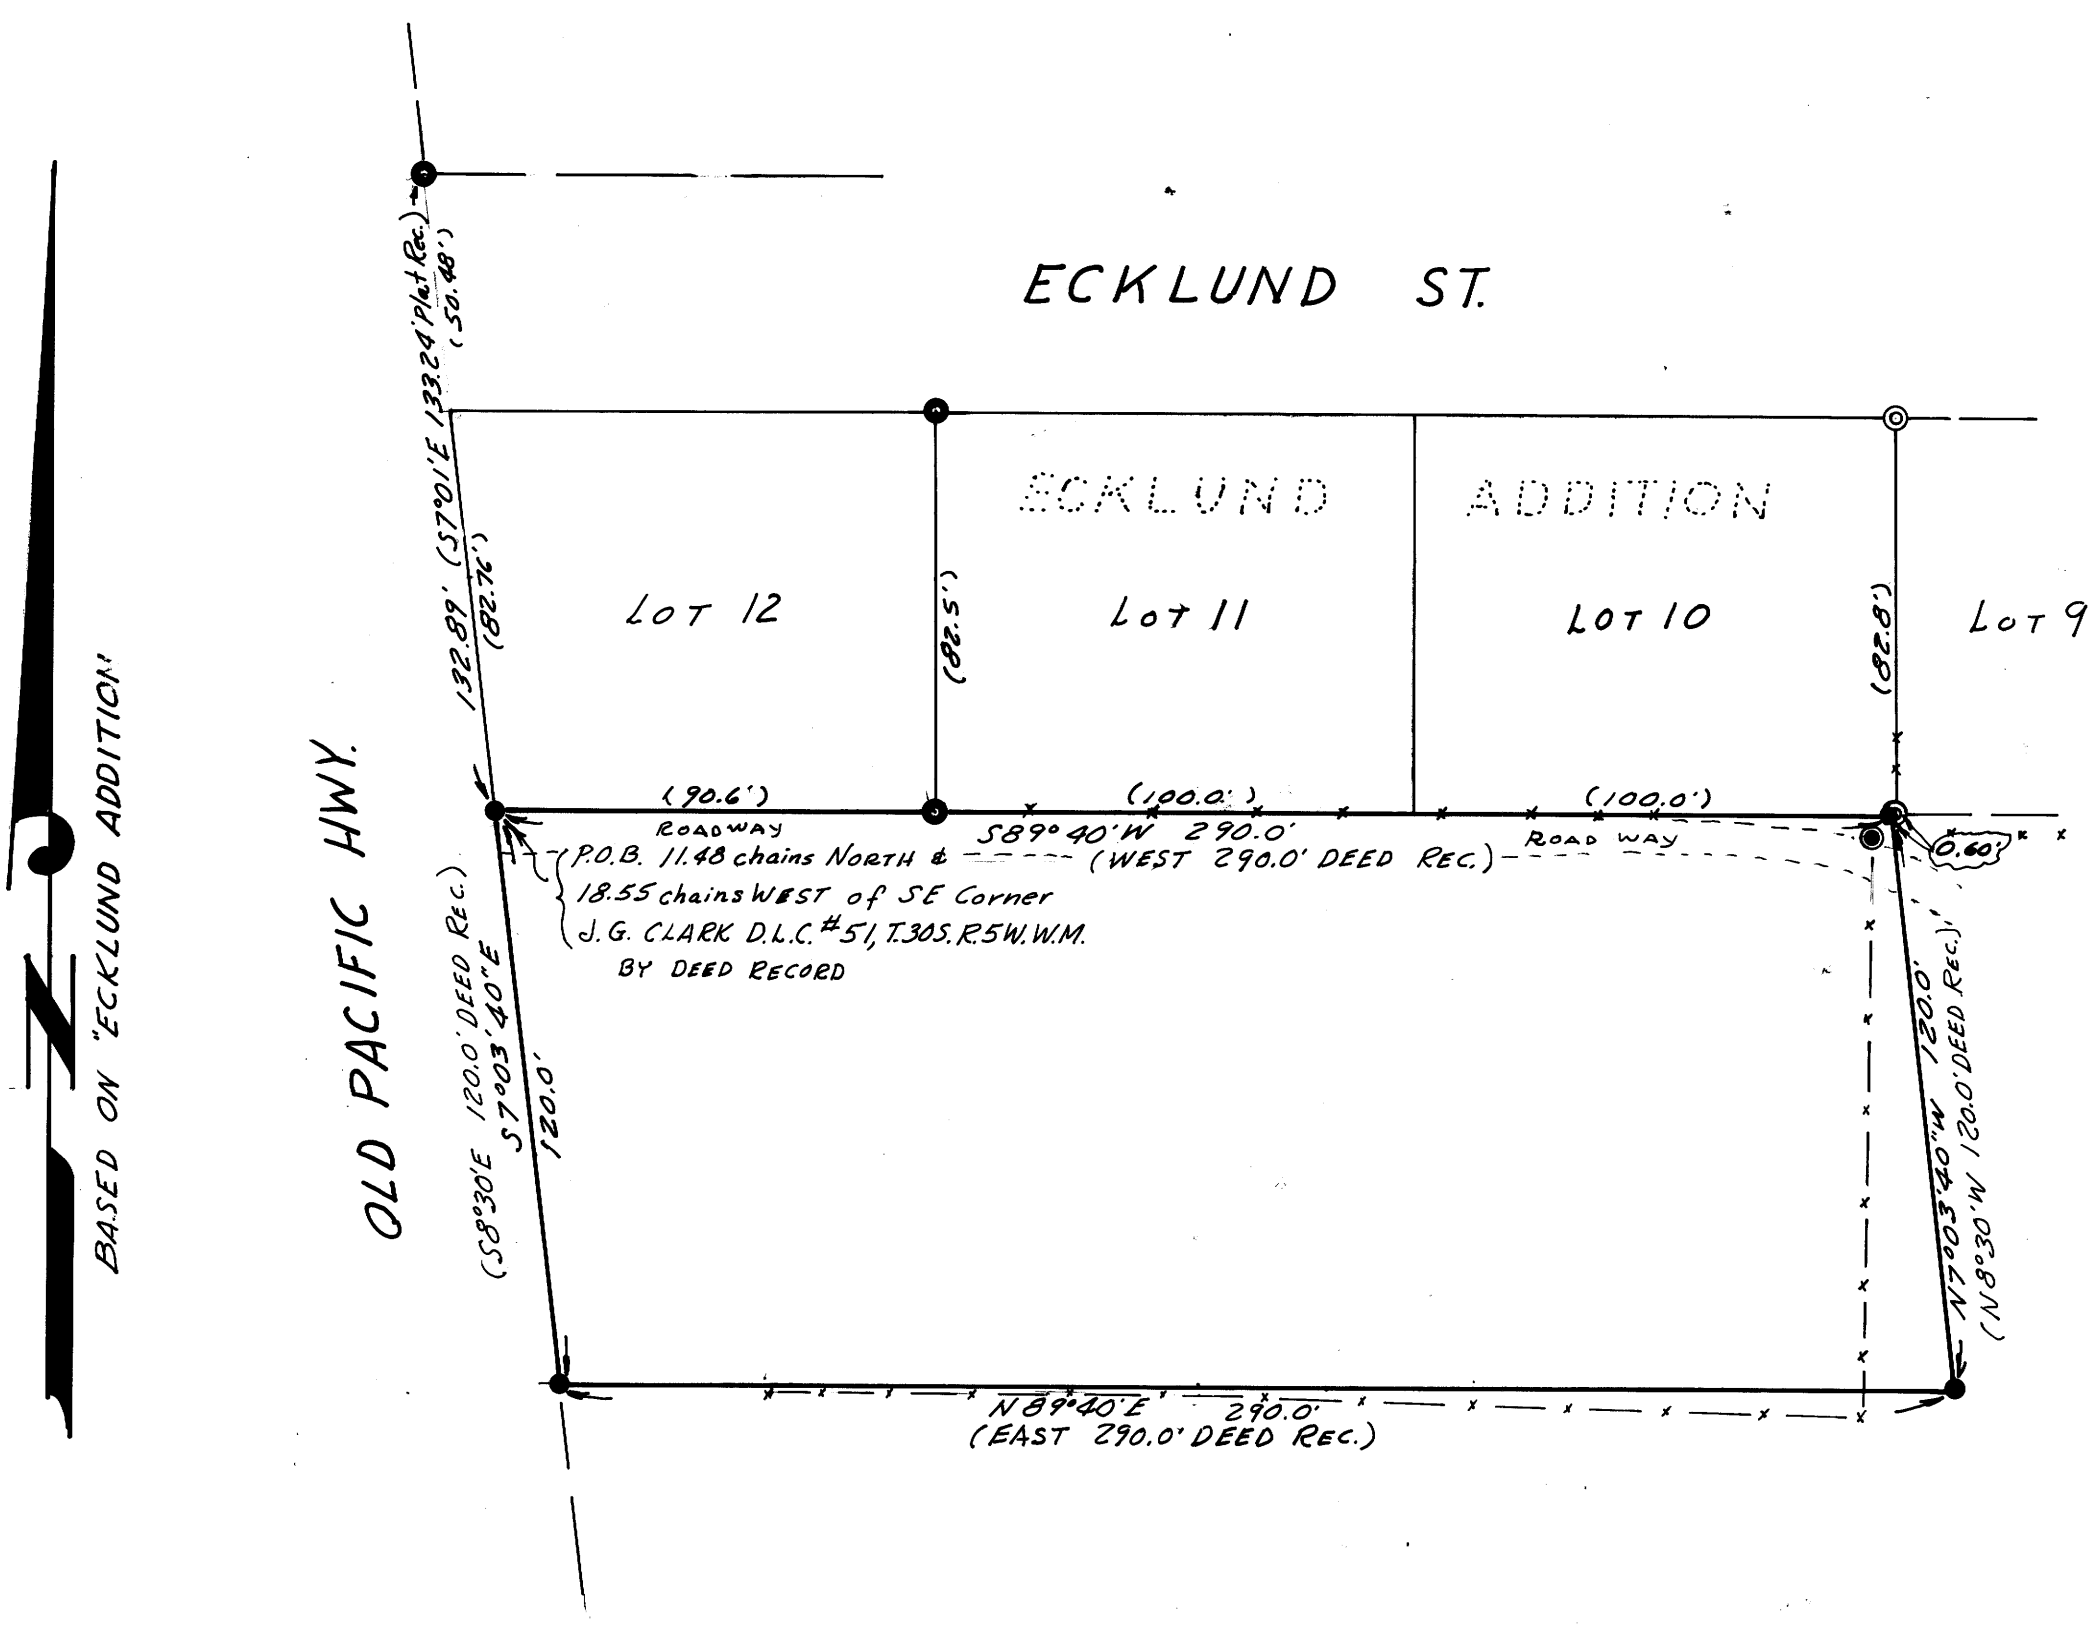 ECKLUND ST.
132.89' (S7°01'E 133.24' Plat Rec.)
(50.48')
(82.76')
ECKLUND ADDITION
LOT 12
(82.5')
LOT 11
LOT 10
(82.8')
LOT 9
(90.6')
(100.0')
(100.0')
ROADWAY
S89°40'W 290.0'
ROAD WAY
(WEST 290.0' DEED REC.)
0.60'
P.O.B. 11.48 chains NORTH &
18.55 chains WEST of SE Corner
J.G. CLARK D.L.C. #51, T.30S. R.5W. W.M.
BY DEED RECORD
OLD PACIFIC HWY.
(S8°30'E 120.0' DEED REC.)
S7°03'40"E
120.0'
N7°03'40"W 120.0'
(N8°30'W 120.0' DEED REC.)
N89°40'E 290.0'
(EAST 290.0' DEED REC.)
N
BASED ON "ECKLUND ADDITION